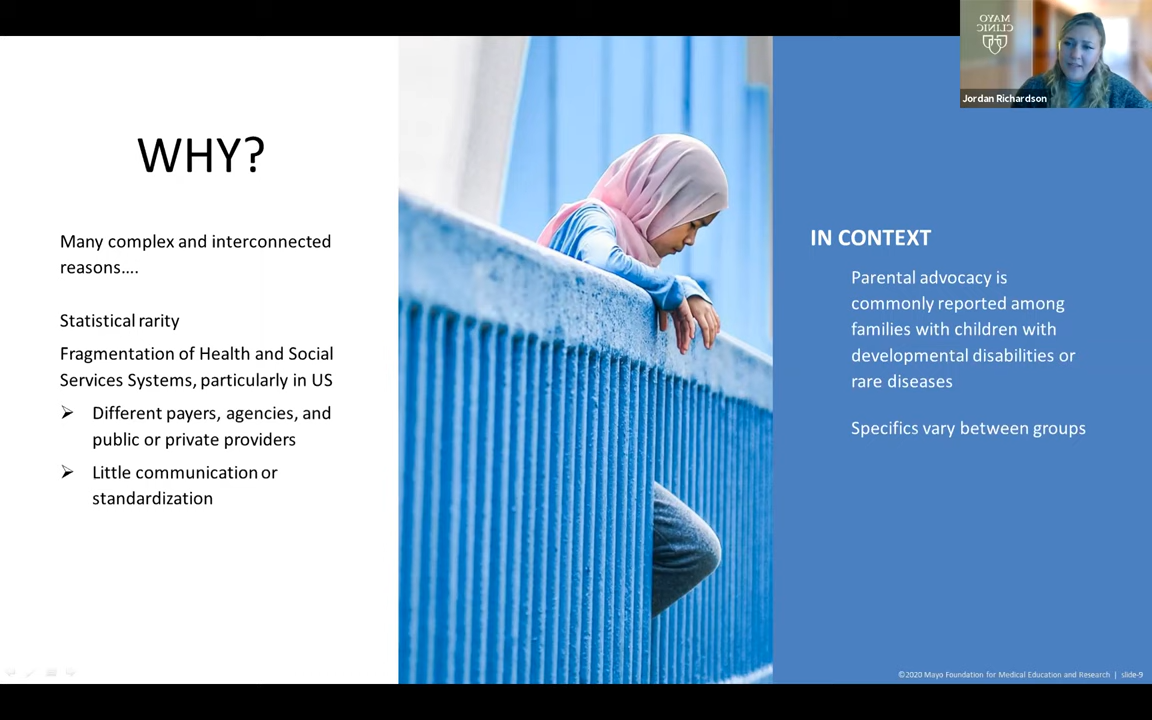 MAYO
CLINIC
Jordan Richardson
WHY?
Many complex and interconnected
reasons....
Statistical rarity
Fragmentation of Health and Social
Services Systems, particularly in US
Different payers, agencies, and
public or private providers
Little communication or
standardization
IN CONTEXT
Parental advocacy is
commonly reported among
families with children with
developmental disabilities or
rare diseases
Specifics vary between groups
©2020 Mayo Foundation for Medical Education and Research | slide-9